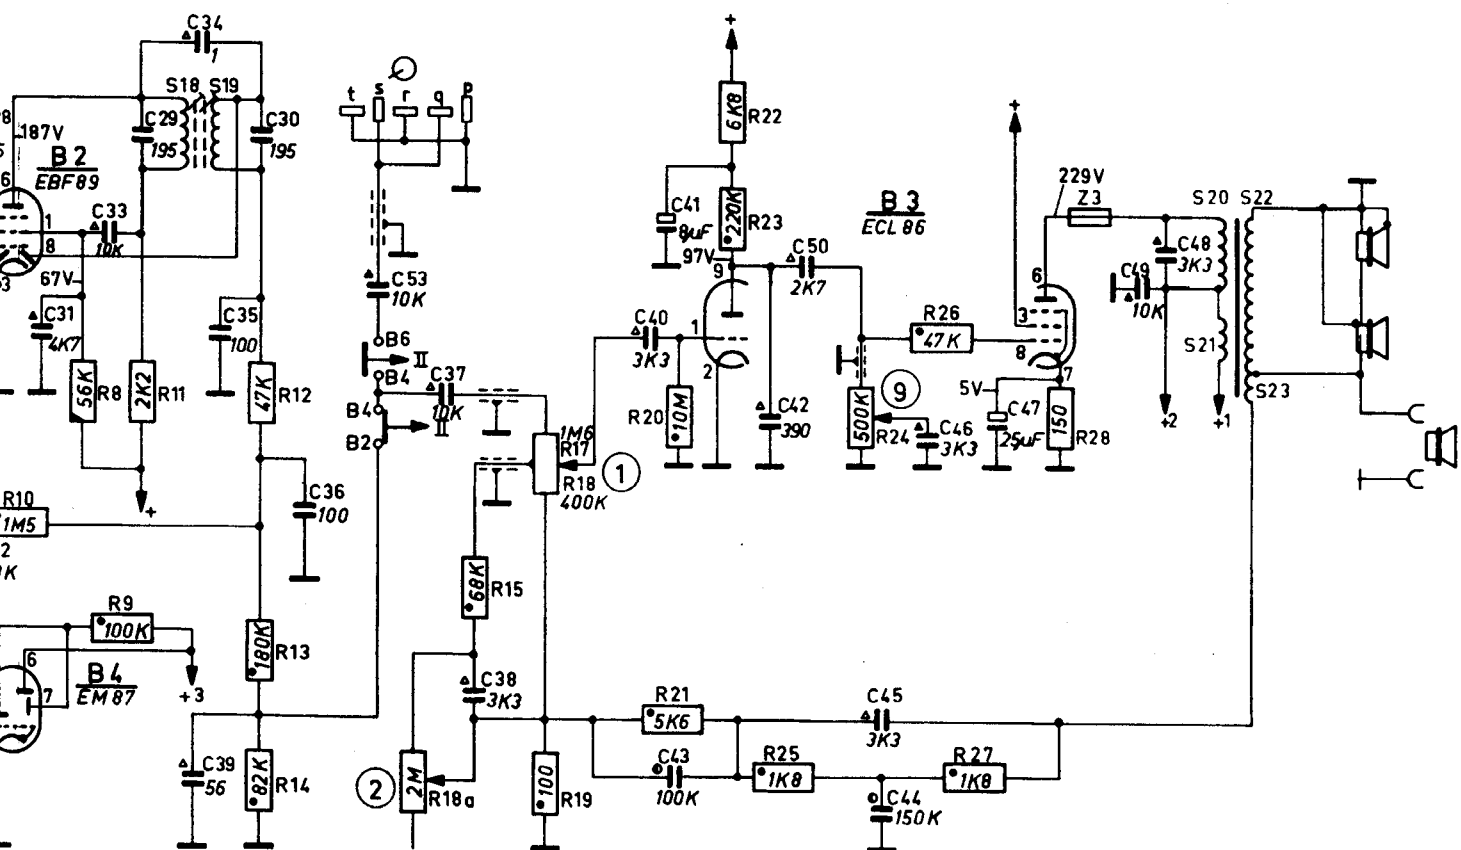 C34
1
t
s
r
q
p
+
S18
S19
R22
6K8
C29
195
C30
195
187V
B2
EBF89
6
1
8
C33
10K
67V
C31
4K7
56K
R8
2K2
R11
C35
100
47K
R12
+
R10
1M5
2
K
C36
100
R9
100K
+3
6
7
B4
EM87
180K
R13
C39
56
82K
R14
C53
10K
B6
II
B4
B4
B2
II
C37
10K
1M6
R17
R18
400K
1
68K
R15
C38
3K3
2M
R18a
2
100
R19
C41
8µF
220K
R23
97V
9
C40
3K3
1
2
R20
10M
C42
390
C50
2K7
B3
ECL86
+
R26
47K
3
8
6
7
9
500K
R24
C46
3K3
5V
C47
25µF
150
R28
229V
Z3
C48
3K3
C49
10K
S20
S22
S21
S23
+2
+1
R21
5K6
C43
100K
C45
3K3
R25
1K8
R27
1K8
C44
150K